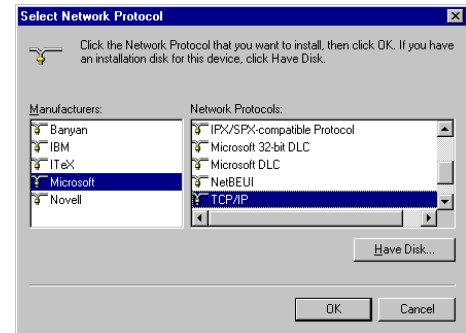 Select Network Protocol
Click the Network Protocol that you want to install, then click OK. If you have
an installation disk for this device, click Have Disk.
Manufacturers:
Banyan
IBM
ITeX
Microsoft
Novell
Network Protocols:
IPX/SPX-compatible Protocol
Microsoft 32-bit DLC
Microsoft DLC
NetBEUI
TCP/IP
Have Disk...
OK
Cancel